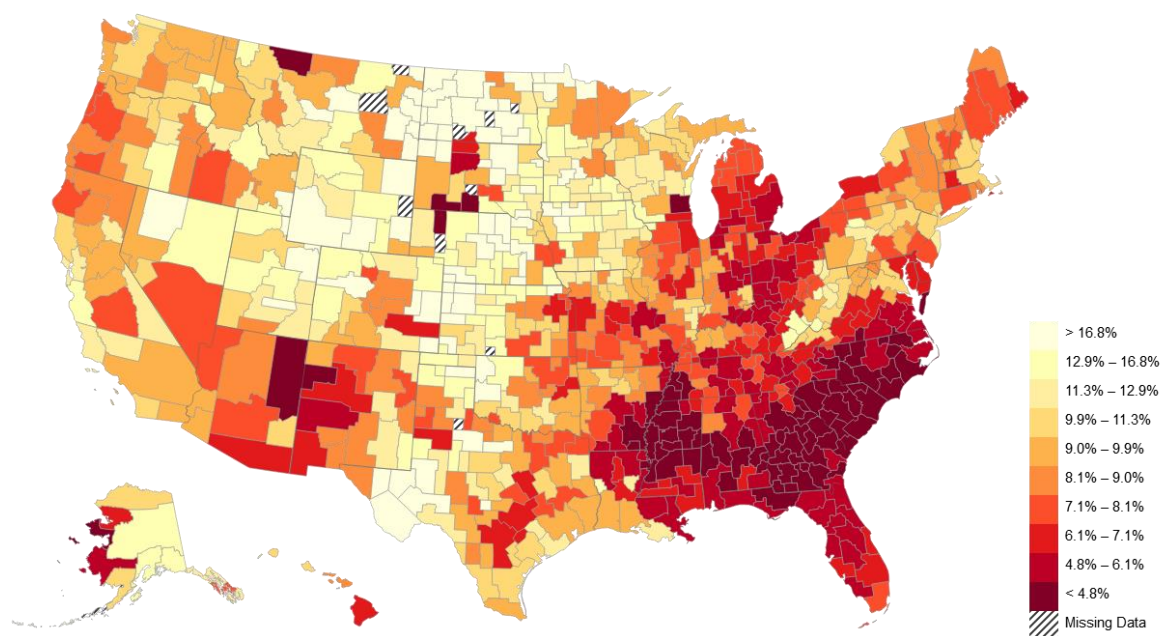 > 16.8%
12.9% – 16.8%
11.3% – 12.9%
9.9% – 11.3%
9.0% – 9.9%
8.1% – 9.0%
7.1% – 8.1%
6.1% – 7.1%
4.8% – 6.1%
< 4.8%
Missing Data